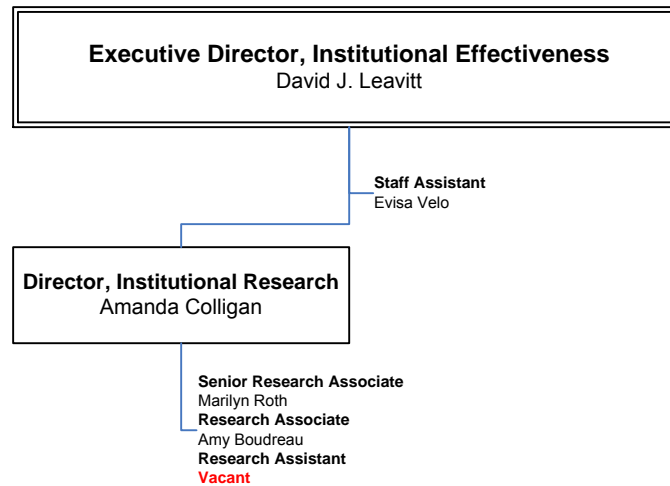 Executive Director, Institutional Effectiveness
David J. Leavitt
Staff Assistant
Evisa Velo
Director, Institutional Research
Amanda Colligan
Senior Research Associate
Marilyn Roth
Research Associate
Amy Boudreau
Research Assistant
Vacant